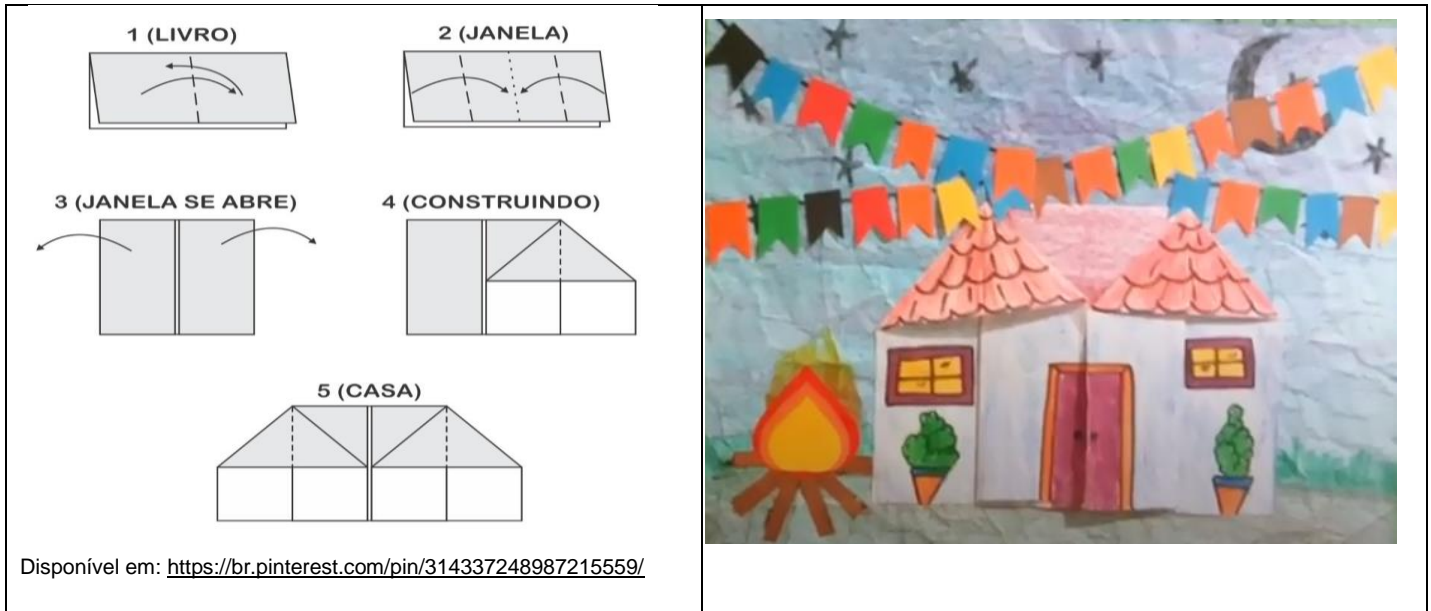 1 (LIVRO)
2 (JANELA)
3 (JANELA SE ABRE)
4 (CONSTRUINDO)
5 (CASA)
Disponível em: https://br.pinterest.com/pin/314337248987215559/